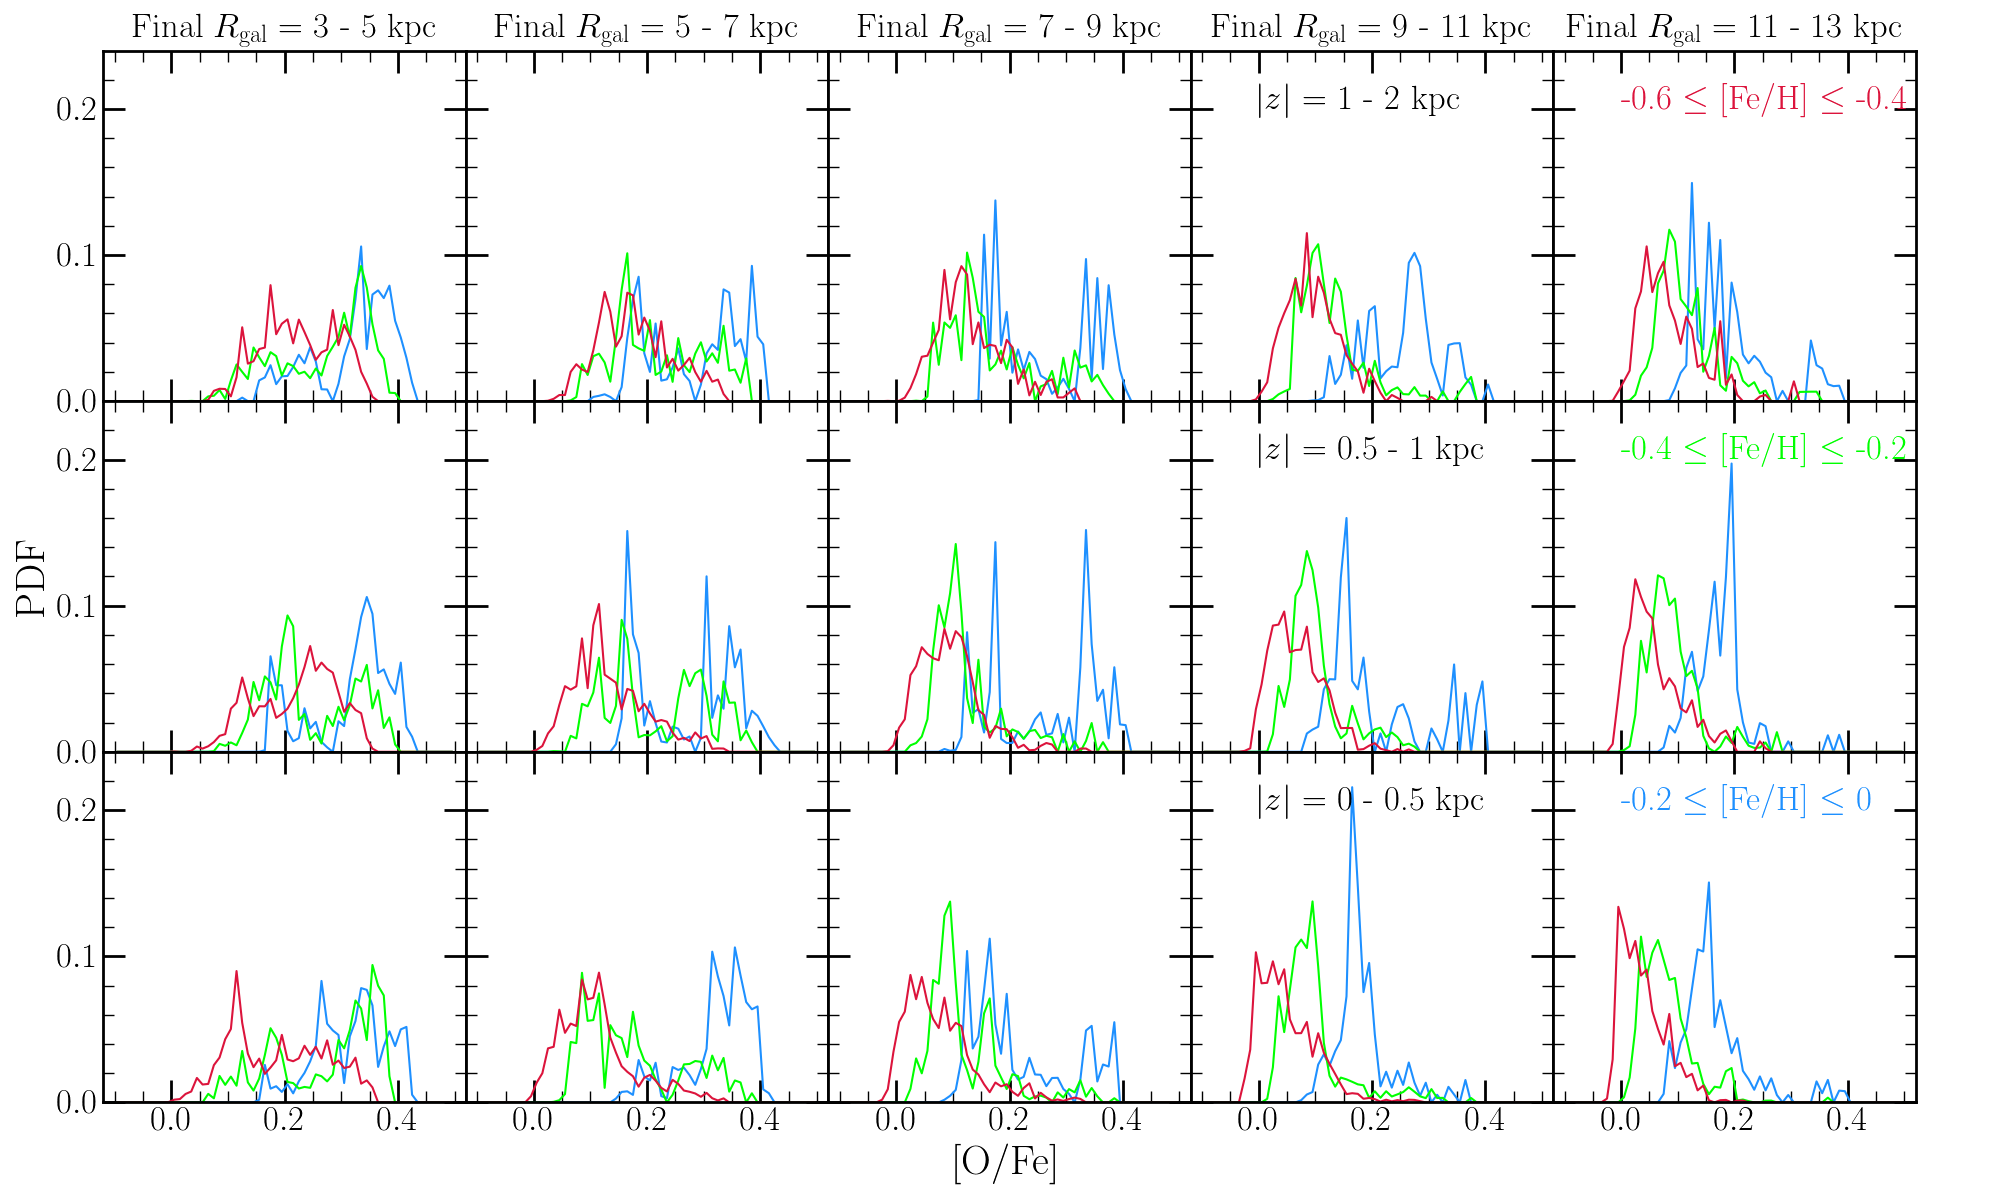 Final R_gal = 3 - 5 kpc
Final R_gal = 5 - 7 kpc
Final R_gal = 7 - 9 kpc
Final R_gal = 9 - 11 kpc
Final R_gal = 11 - 13 kpc
0.2
0.1
0.0
|z| = 1 - 2 kpc
-0.6 ≤ [Fe/H] ≤ -0.4
0.2
0.1
0.0
|z| = 0.5 - 1 kpc
-0.4 ≤ [Fe/H] ≤ -0.2
PDF
0.2
0.1
0.0
|z| = 0 - 0.5 kpc
-0.2 ≤ [Fe/H] ≤ 0
0.0 0.2 0.4
0.0 0.2 0.4
0.0 0.2 0.4
0.0 0.2 0.4
0.0 0.2 0.4
[O/Fe]